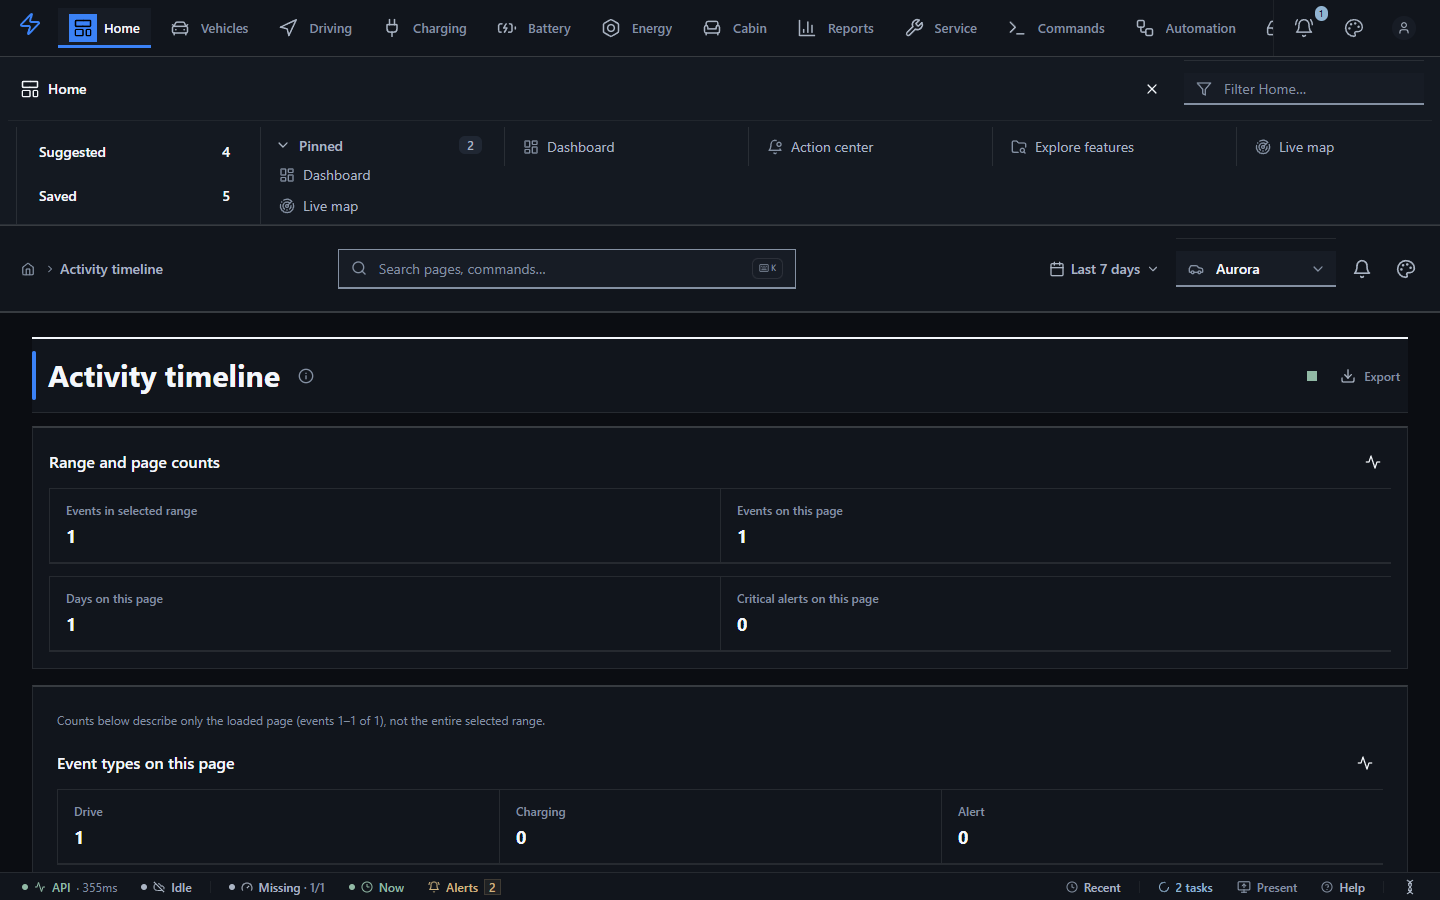 Home Vehicles Driving Charging Battery Energy Cabin Reports Service Commands Automation 1
Home Filter Home...
Suggested 4
Saved 5
Pinned 2
Dashboard
Live map
Dashboard
Action center
Explore features
Live map
Activity timeline
Search pages, commands... K
Last 7 days
Aurora
Activity timeline
Export
Range and page counts
Events in selected range
1
Events on this page
1
Days on this page
1
Critical alerts on this page
0
Counts below describe only the loaded page (events 1–1 of 1), not the entire selected range.
Event types on this page
Drive
1
Charging
0
Alert
0
API · 355ms Idle Missing · 1/1 Now Alerts 2 Recent 2 tasks Present Help